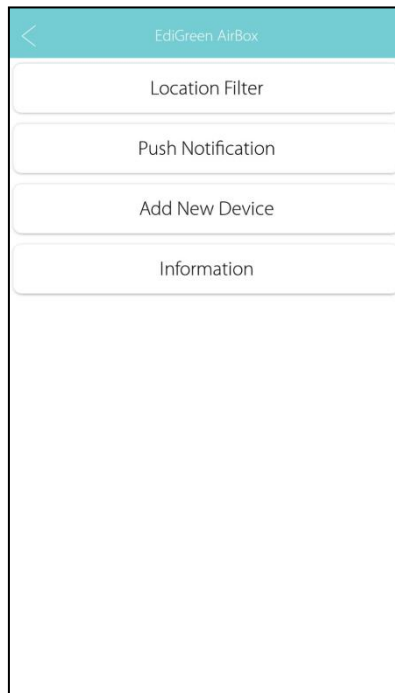 EdiGreen AirBox
Location Filter
Push Notification
Add New Device
Information